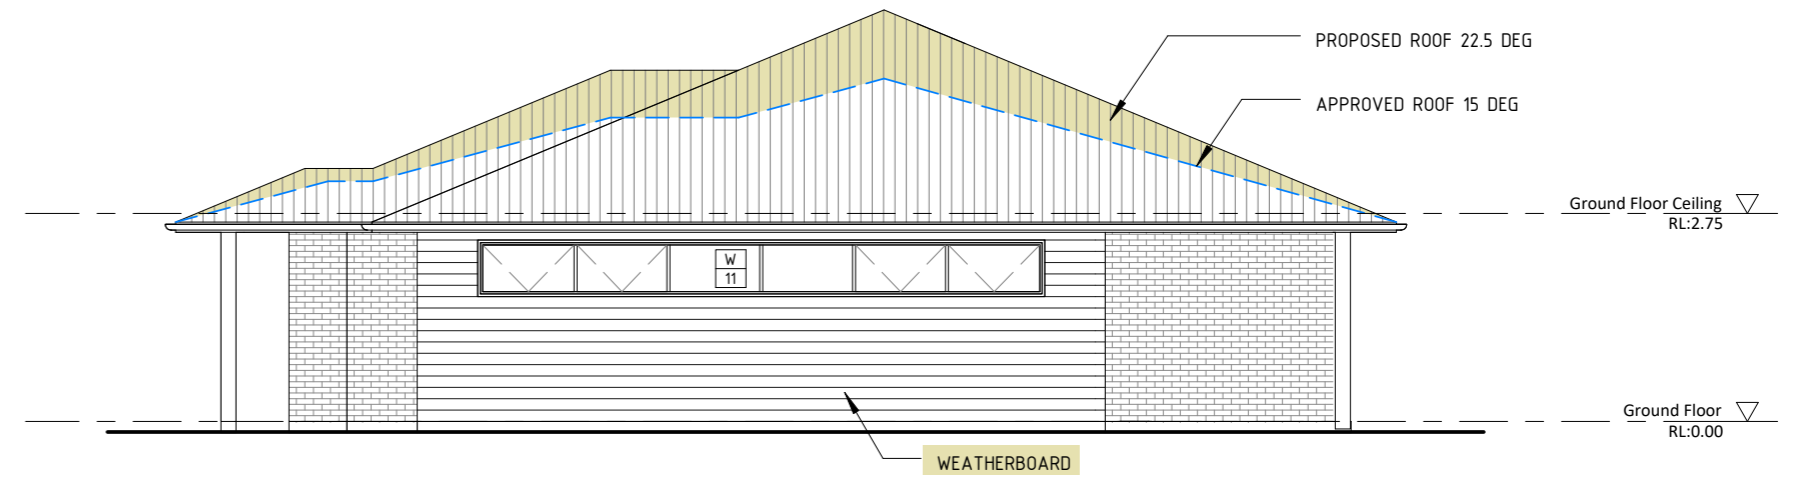 PROPOSED ROOF 22.5 DEG
APPROVED ROOF 15 DEG
Ground Floor Ceiling
RL:2.75
W
11
Ground Floor
RL:0.00
WEATHERBOARD